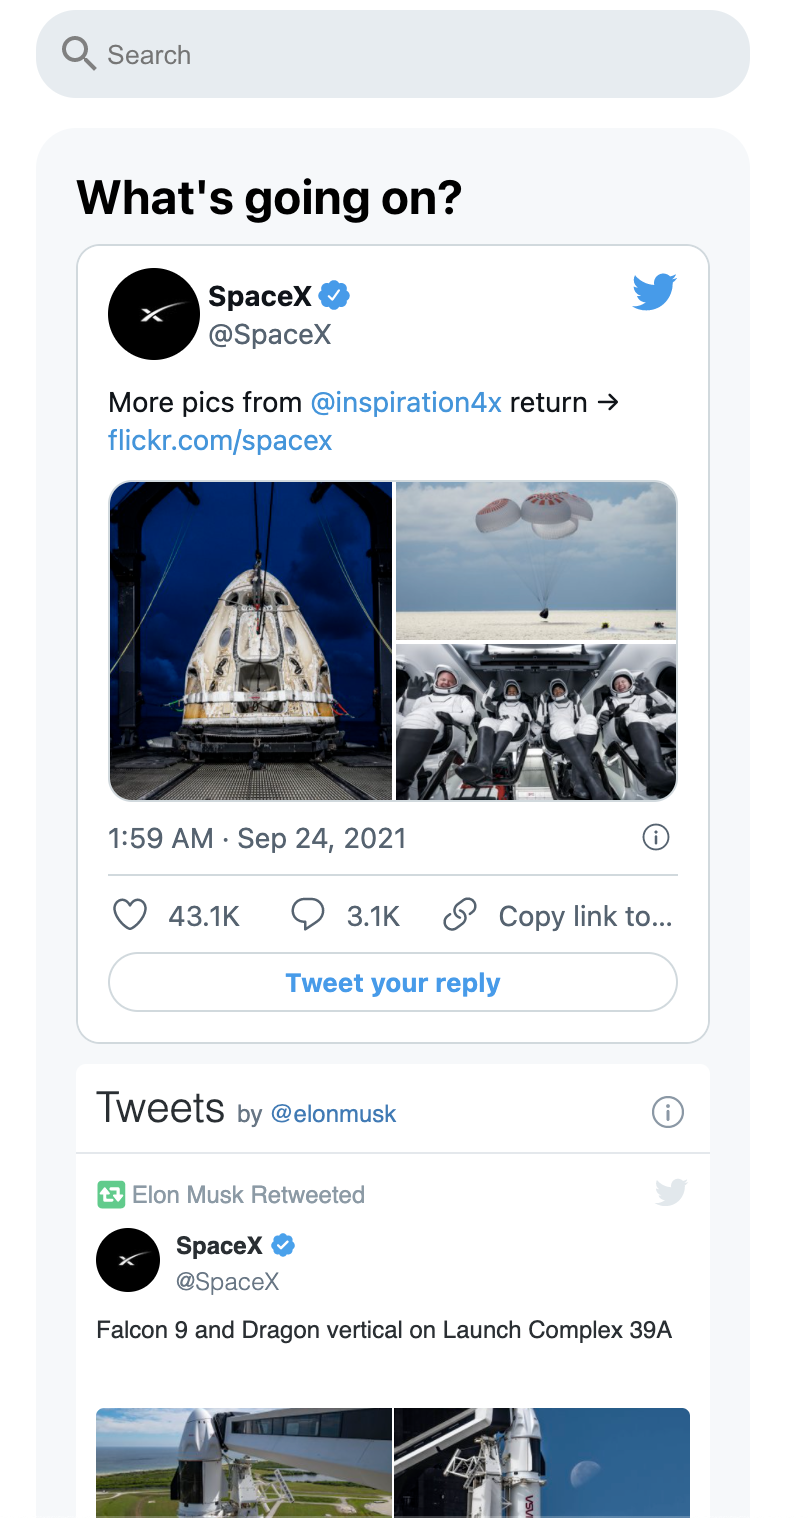 Search
What's going on?
SpaceX
@SpaceX
More pics from @inspiration4x return →
flickr.com/spacex
1:59 AM · Sep 24, 2021
43.1K 3.1K Copy link to...
Tweet your reply
Tweets by @elonmusk
Elon Musk Retweeted
SpaceX
@SpaceX
Falcon 9 and Dragon vertical on Launch Complex 39A